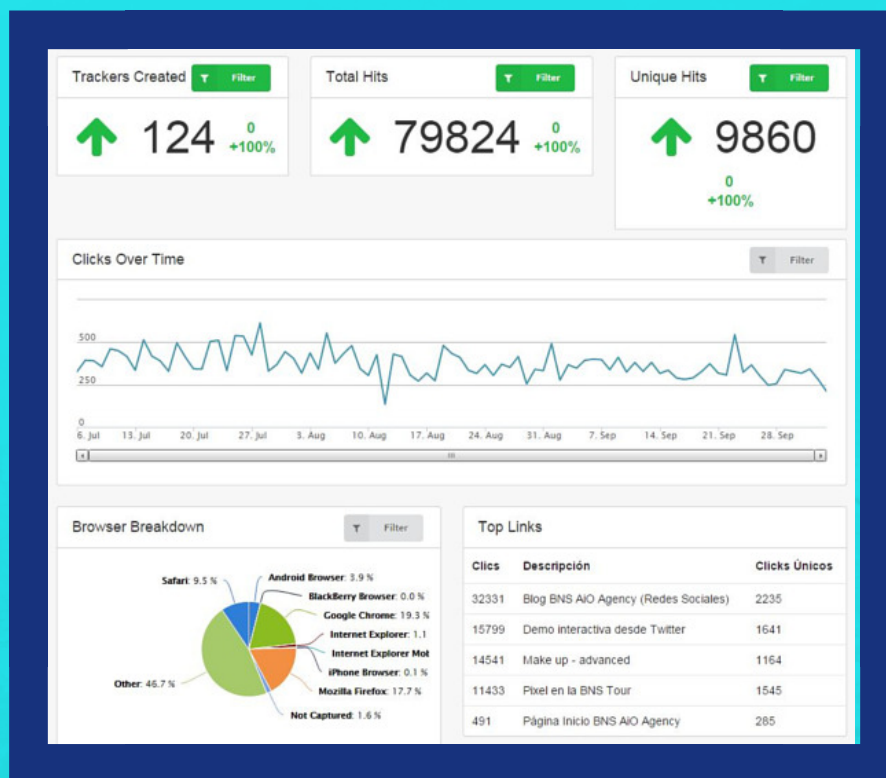 Trackers Created Filter
124 0
+100%
Total Hits Filter
79824 0
+100%
Unique Hits Filter
9860
0
+100%
Clicks Over Time Filter
500
250
0
6. Jul 13. Jul 20. Jul 27. Jul 3. Aug 10. Aug 17. Aug 24. Aug 31. Aug 7. Sep 14. Sep 21. Sep 28. Sep
Browser Breakdown Filter
Safari: 9.5 %
Android Browser: 3.9 %
BlackBerry Browser: 0.0 %
Google Chrome: 19.3 %
Internet Explorer: 1.1
Internet Explorer Mob
iPhone Browser: 0.1 %
Other: 46.7 %
Mozilla Firefox: 17.7 %
Not Captured: 1.6 %
Top Links
Clics Descripción Clicks Únicos
32331 Blog BNS AiO Agency (Redes Sociales) 2235
15799 Demo interactiva desde Twitter 1641
14541 Make up - advanced 1164
11433 Pixel en la BNS Tour 1545
491 Página Inicio BNS AiO Agency 285